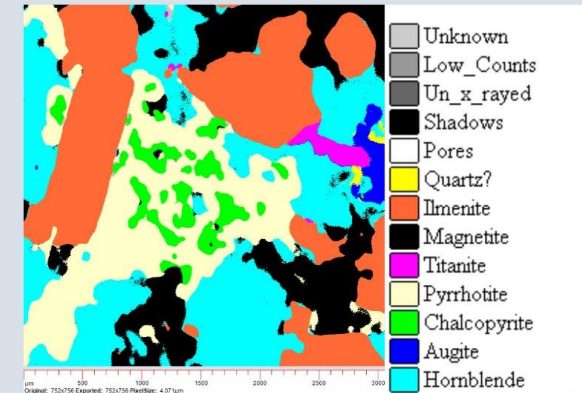 Unknown
Low_Counts
Un_x_rayed
Shadows
Pores
Quartz?
Ilmenite
Magnetite
Titanite
Pyrrhotite
Chalcopyrite
Augite
Hornblende
µm 500 1000 1500 2000 2500 3000
Original: 752x756 Exported: 752x756 PixelSize: 4.071µm